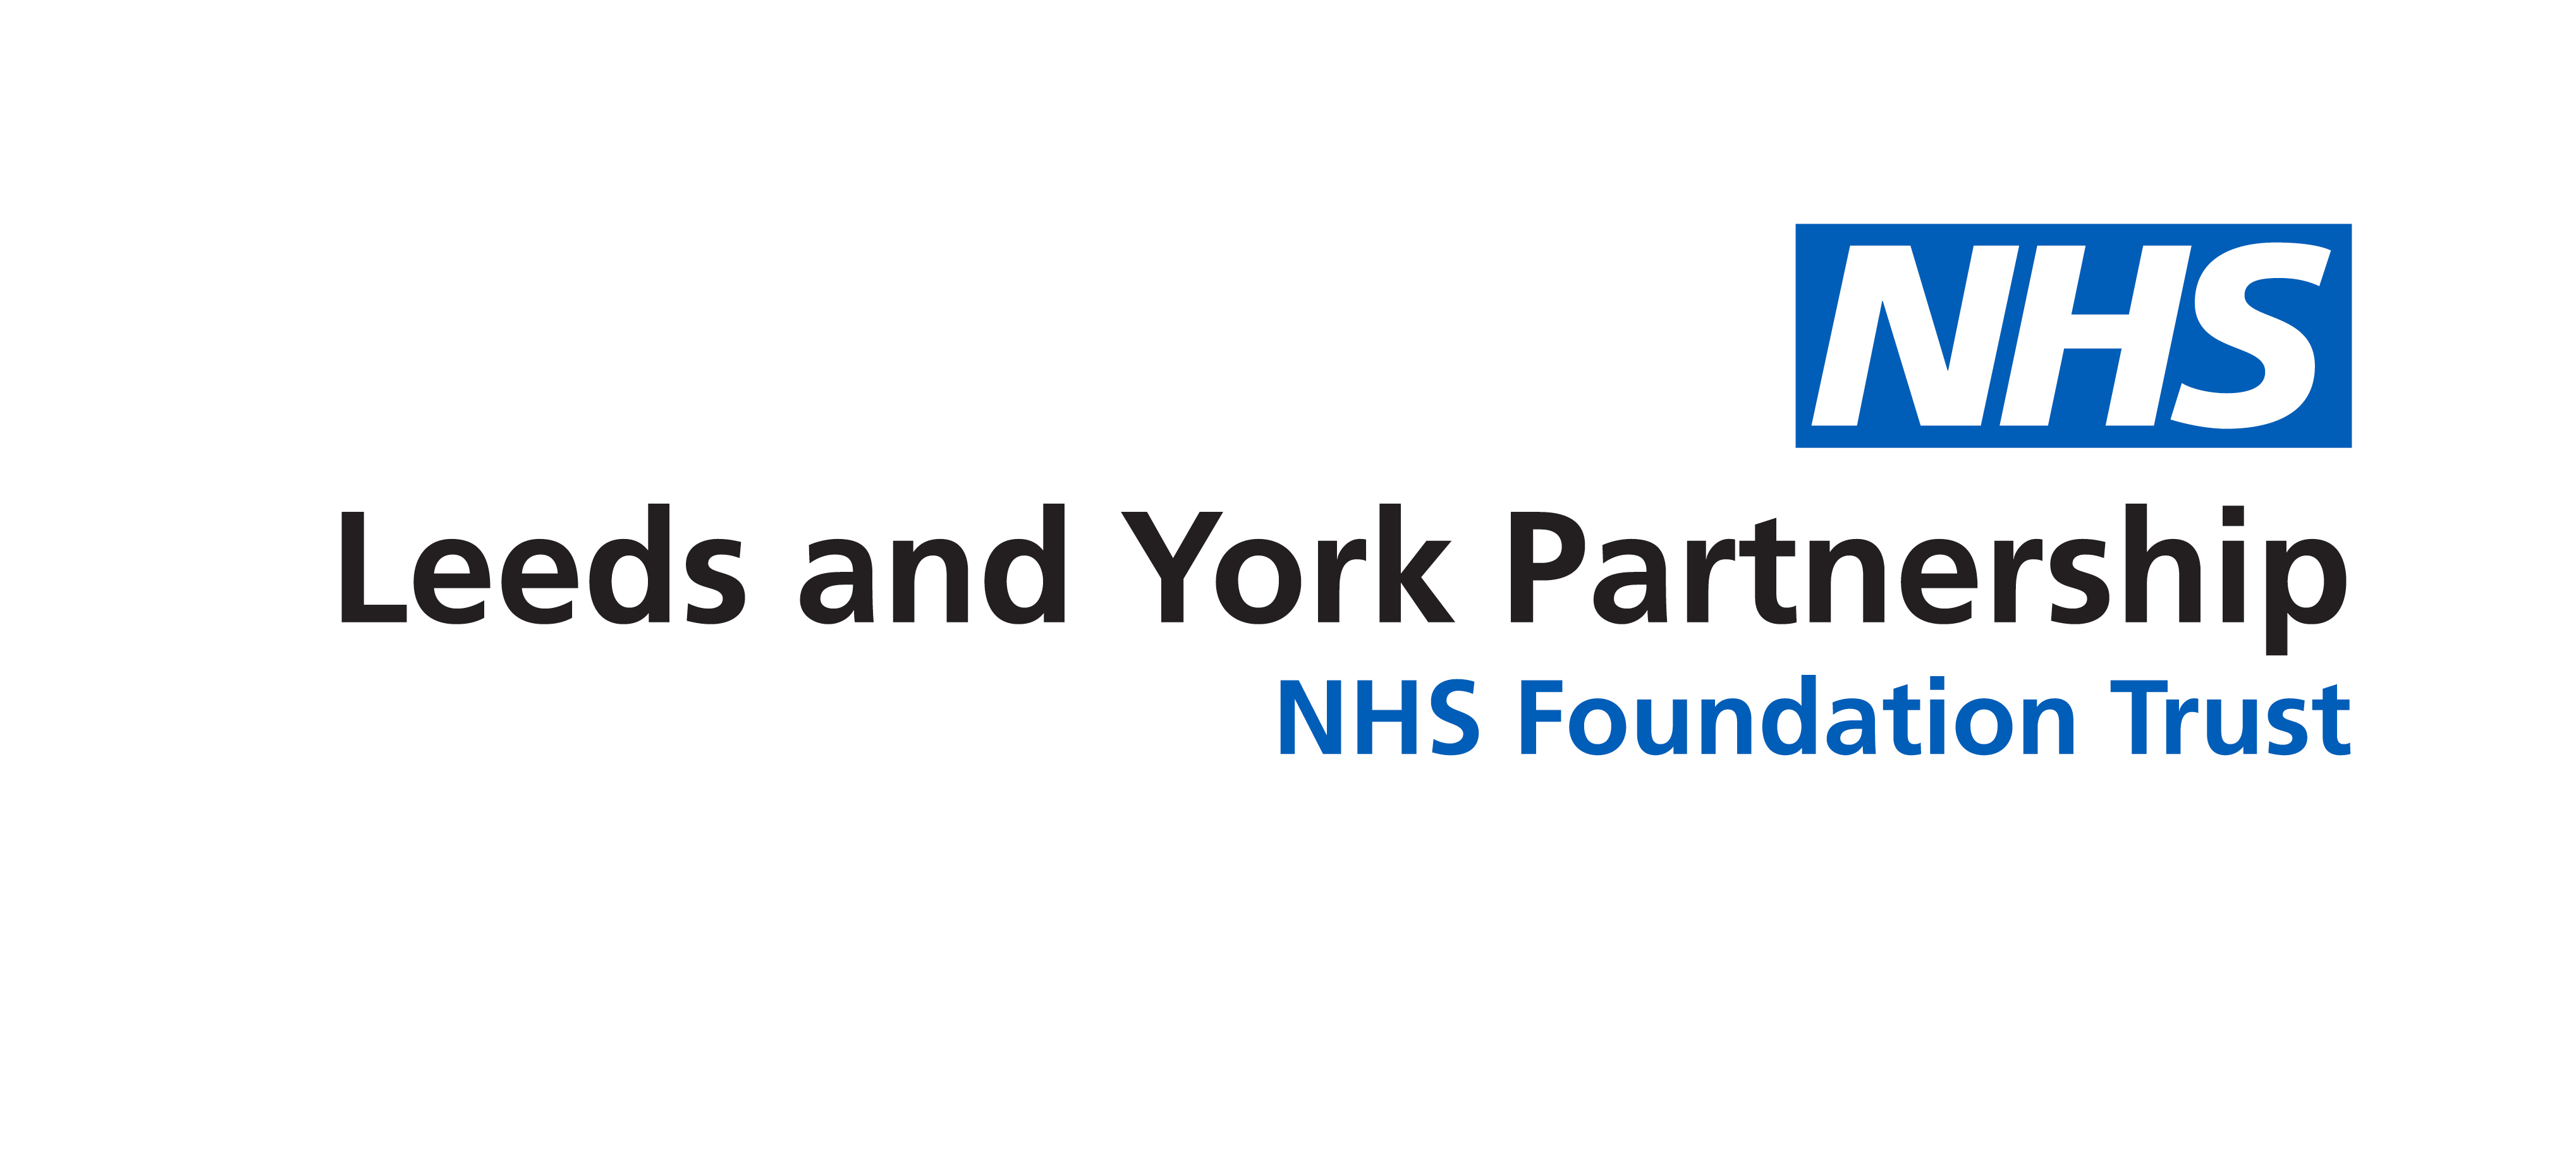 NHS
Leeds and York Partnership
NHS Foundation Trust